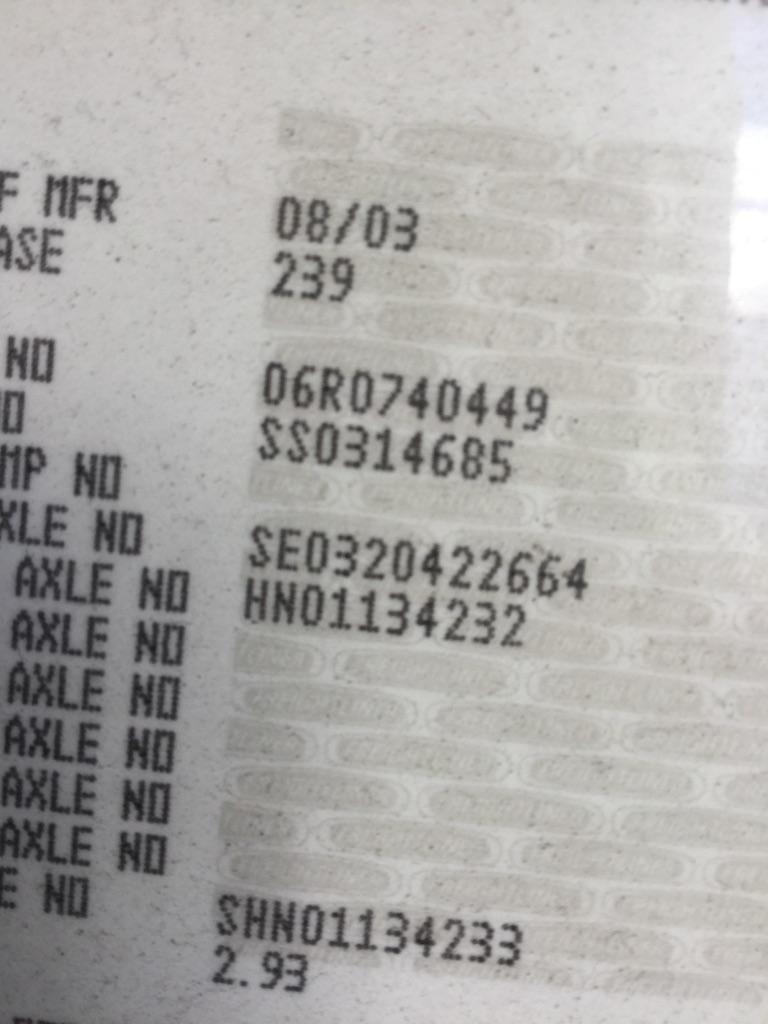 F MFR 08/03
ASE 239
NO 06R0740449
O SS0314685
MP NO
XLE NO SE0320422664
AXLE NO HN01134232
AXLE NO
AXLE NO
AXLE NO
AXLE NO
AXLE NO
E NO SHN01134233
2.93